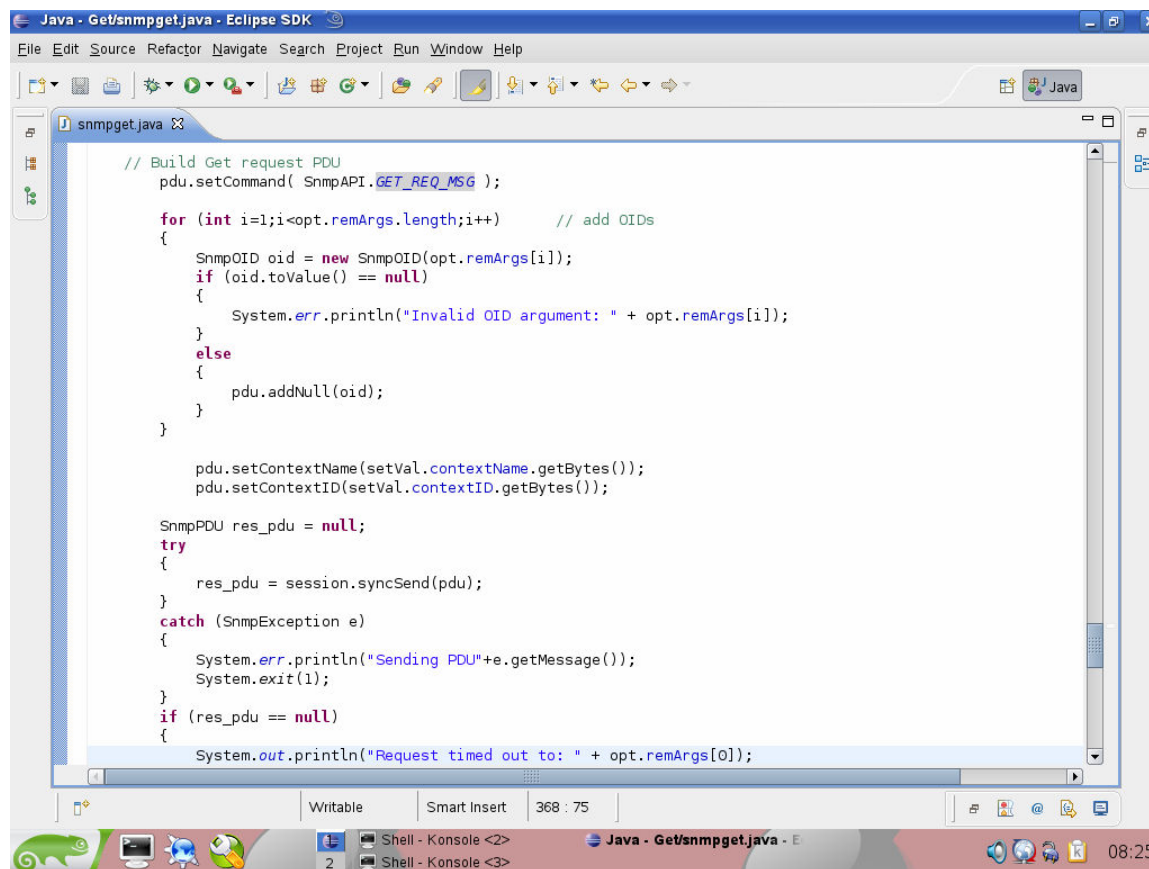 Java - Get/snmpget.java - Eclipse SDK
File Edit Source Refactor Navigate Search Project Run Window Help
Java
snmpget.java
// Build Get request PDU
pdu.setCommand( SnmpAPI.GET_REQ_MSG );
for (int i=1;i<opt.remArgs.length;i++) // add OIDs
{
SnmpOID oid = new SnmpOID(opt.remArgs[i]);
if (oid.toValue() == null)
{
System.err.println("Invalid OID argument: " + opt.remArgs[i]);
}
else
{
pdu.addNull(oid);
}
}
pdu.setContextName(setVal.contextName.getBytes());
pdu.setContextID(setVal.contextID.getBytes());
SnmpPDU res_pdu = null;
try
{
res_pdu = session.syncSend(pdu);
}
catch (SnmpException e)
{
System.err.println("Sending PDU"+e.getMessage());
System.exit(1);
}
if (res_pdu == null)
{
System.out.println("Request timed out to: " + opt.remArgs[0]);
Writable Smart Insert 368 : 75
Shell - Konsole <2> Java - Get/snmpget.java - E
2 Shell - Konsole <3>
08:25